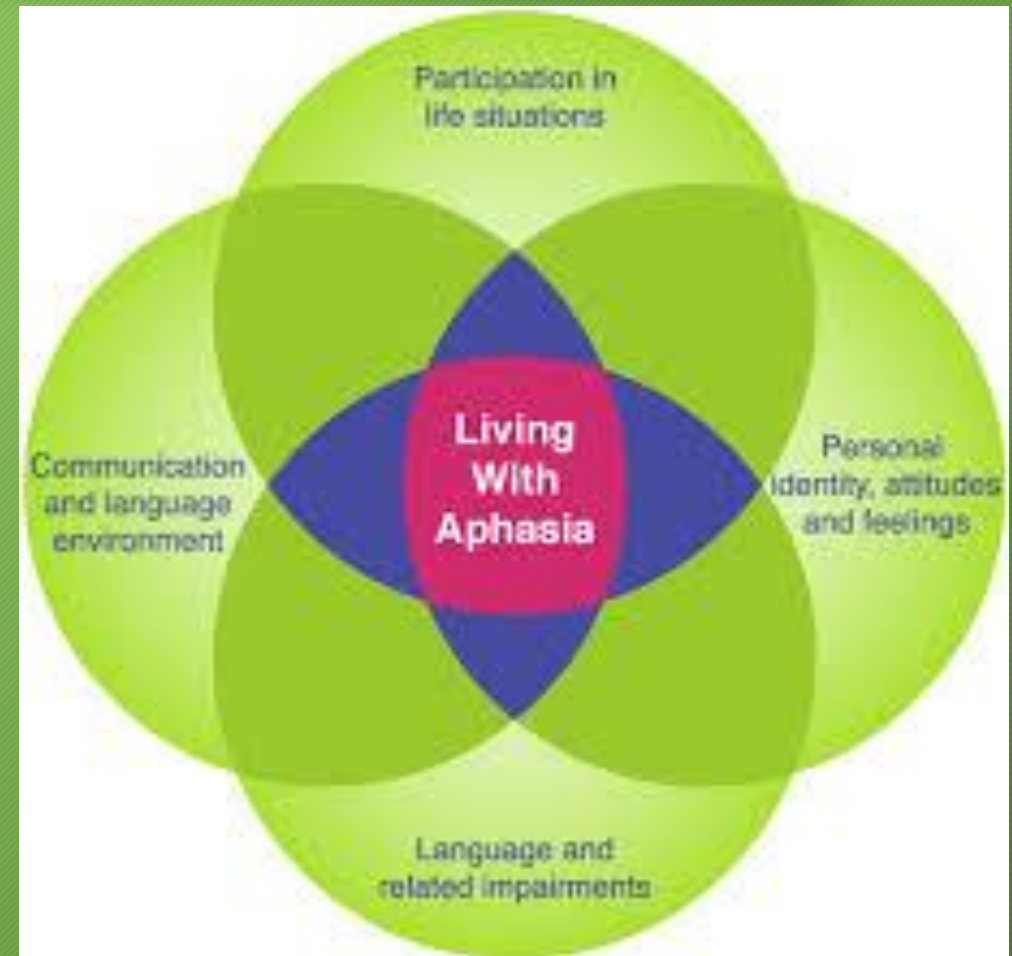 Participation in
life situations
Communication
and language
environment
Living
With
Aphasia
Personal
identity, attitudes
and feelings
Language and
related impairments